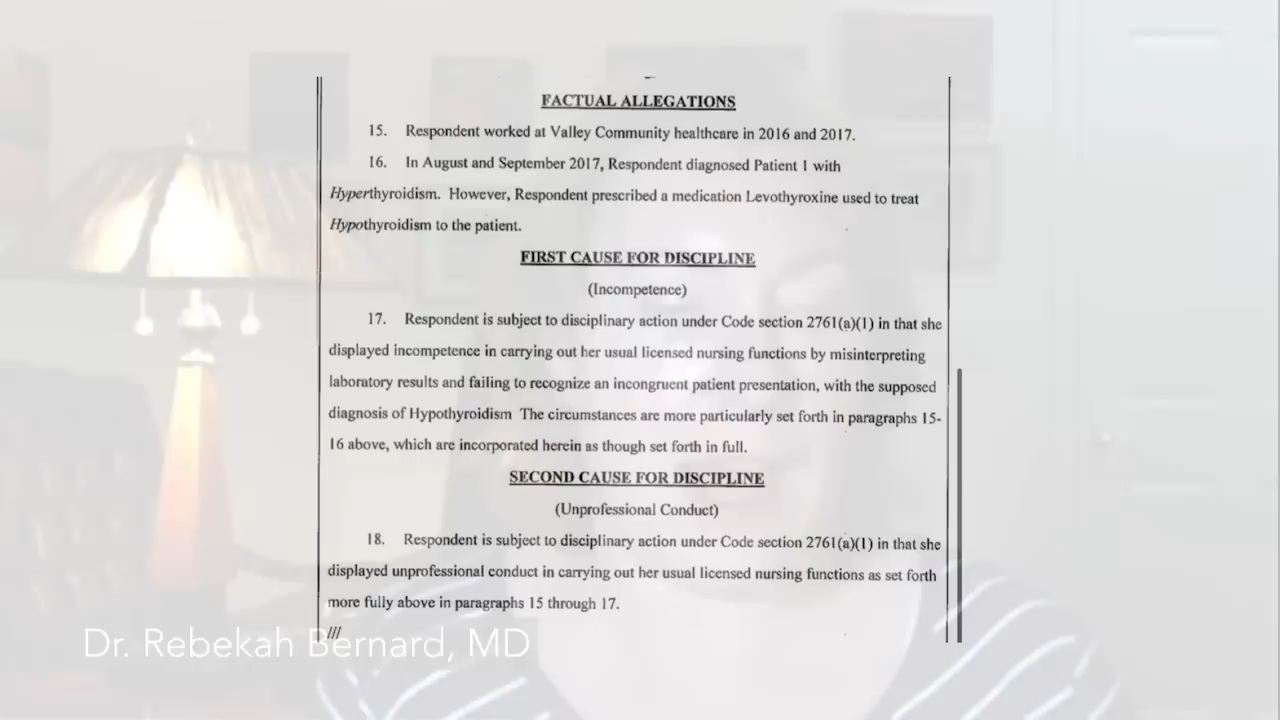 FACTUAL ALLEGATIONS
15. Respondent worked at Valley Community healthcare in 2016 and 2017.
16. In August and September 2017, Respondent diagnosed Patient 1 with
Hyperthyroidism. However, Respondent prescribed a medication Levothyroxine used to treat
Hypothyroidism to the patient.
FIRST CAUSE FOR DISCIPLINE
(Incompetence)
17. Respondent is subject to disciplinary action under Code section 2761(a)(1) in that she
displayed incompetence in carrying out her usual licensed nursing functions by misinterpreting
laboratory results and failing to recognize an incongruent patient presentation, with the supposed
diagnosis of Hypothyroidism The circumstances are more particularly set forth in paragraphs 15-
16 above, which are incorporated herein as though set forth in full.
SECOND CAUSE FOR DISCIPLINE
(Unprofessional Conduct)
18. Respondent is subject to disciplinary action under Code section 2761(a)(1) in that she
displayed unprofessional conduct in carrying out her usual licensed nursing functions as set forth
more fully above in paragraphs 15 through 17.
///
Dr. Rebekah Bernard, MD